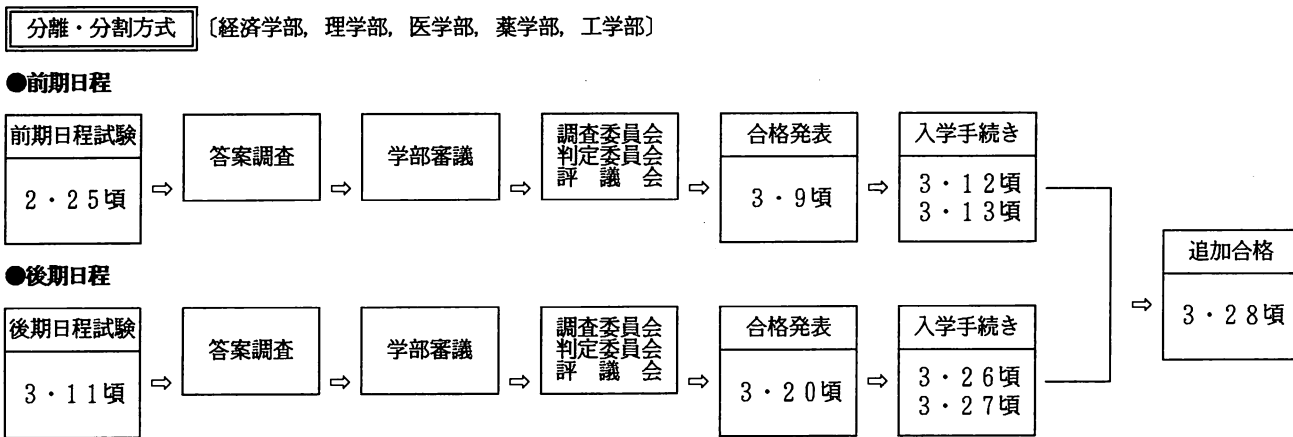 分離・分割方式 〔経済学部, 理学部, 医学部, 薬学部, 工学部〕
●前期日程
前期日程試験
2・25頃
⇨
答案調査
⇨
学部審議
⇨
調査委員会
判定委員会
評議会
⇨
合格発表
3・9頃
⇨
入学手続き
3・12頃
3・13頃
●後期日程
後期日程試験
3・11頃
⇨
答案調査
⇨
学部審議
⇨
調査委員会
判定委員会
評議会
⇨
合格発表
3・20頃
⇨
入学手続き
3・26頃
3・27頃
⇨
追加合格
3・28頃